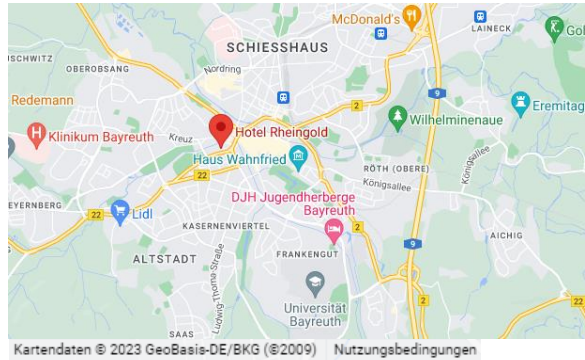 McDonald's
LAINECK
SCHIESSHAUS
USCHWITZ
OBEROBSANG
Nordring
2
9
Redemann
Klinikum Bayreuth
Kreuz
Hotel Rheingold
Wilhelminenaue
Eremitag
Haus Wahnfried
22
RÖTH (OBERE)
Königsallee
Königsallee
DJH Jugendherberge
Bayreuth
EYERNBERG
22
Lidl
2
KASERNENVIERTEL
9
AICHIG
ALTSTADT
FRANKENGUT
Ludwig-Thoma-Straße
Universität
Bayreuth
2
SAAS
Kartendaten © 2023 GeoBasis-DE/BKG (©2009)
Nutzungsbedingungen